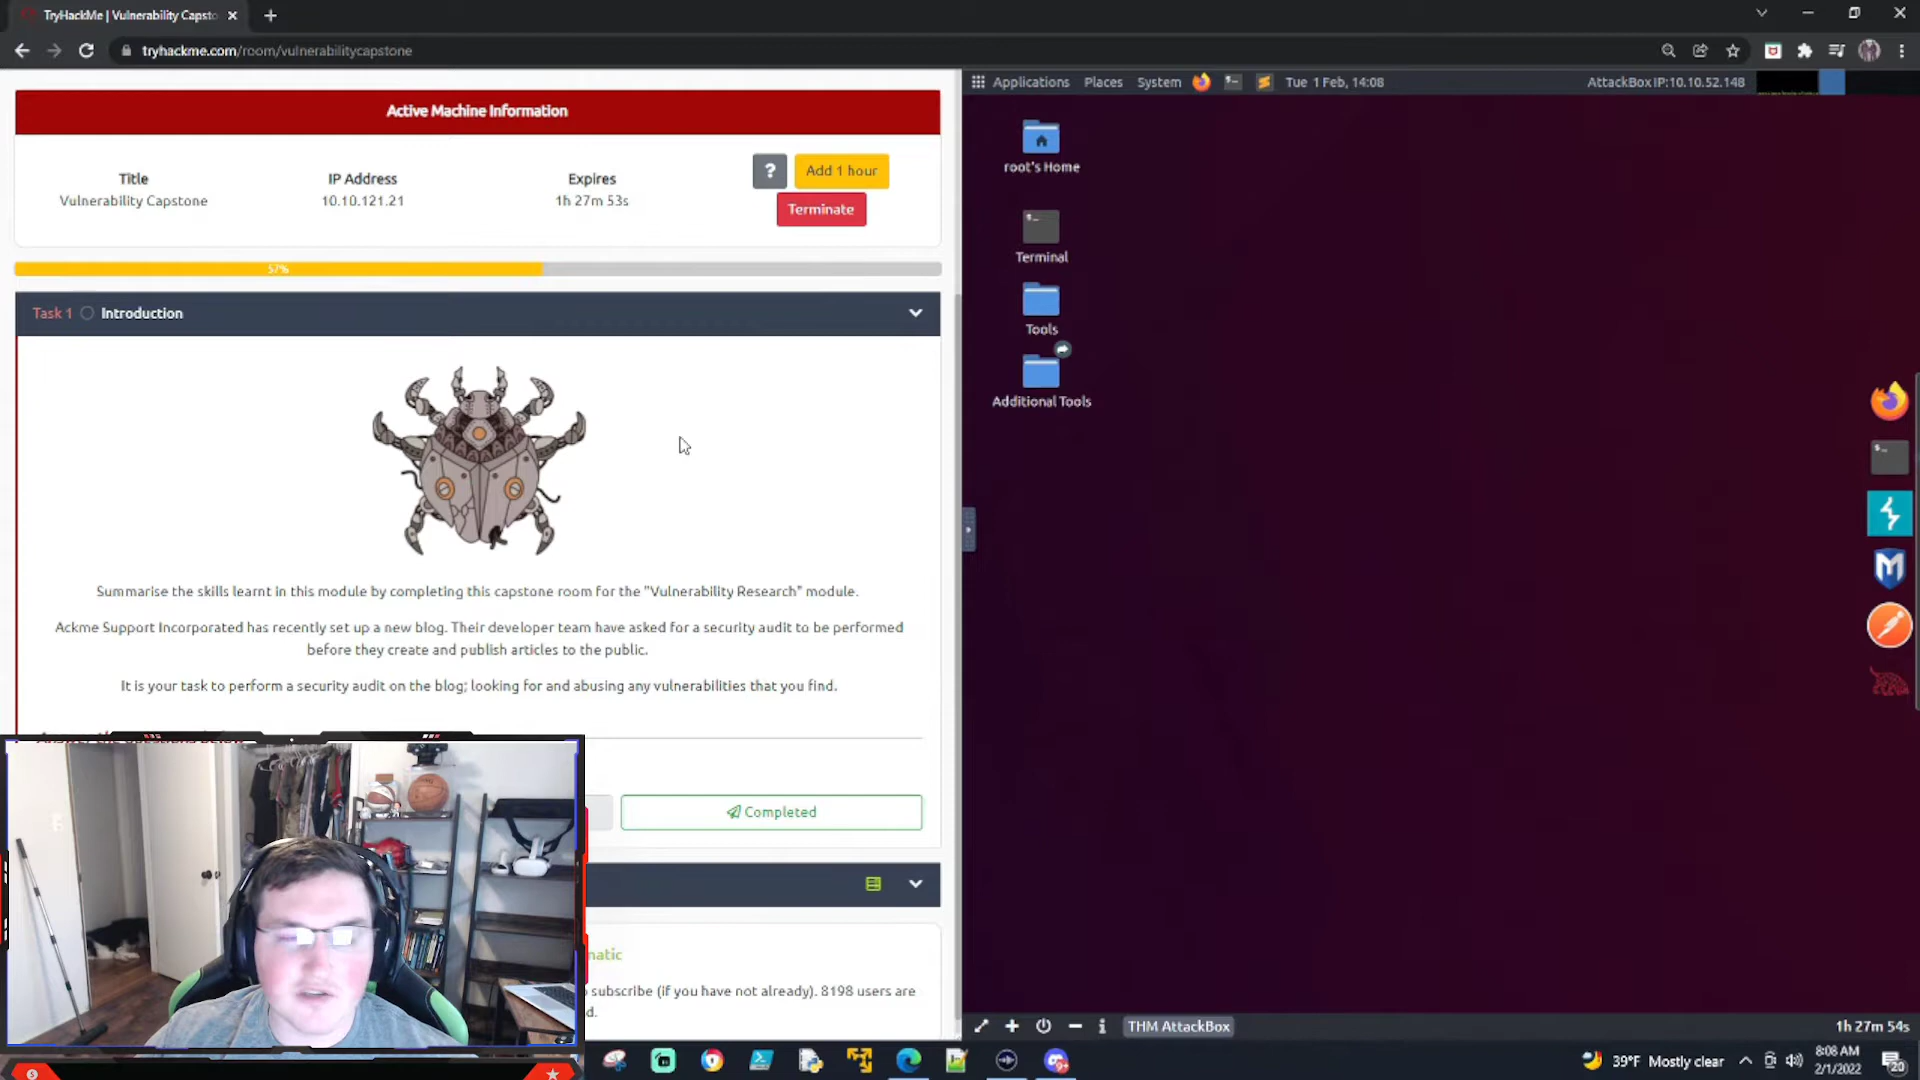 TryHackMe | Vulnerability Capsto
tryhackme.com/room/vulnerabilitycapstone
Active Machine Information
Title
Vulnerability Capstone
IP Address
10.10.121.21
Expires
1h 27m 53s
?
Add 1 hour
Terminate
57%
Task 1 Introduction
Summarise the skills learnt in this module by completing this capstone room for the "Vulnerability Research" module.
Ackme Support Incorporated has recently set up a new blog. Their developer team have asked for a security audit to be performed
before they create and publish articles to the public.
It is your task to perform a security audit on the blog; looking for and abusing any vulnerabilities that you find.
Completed
matic
subscribe (if you have not already). 8198 users are
d.
Applications Places System Tue 1 Feb, 14:08 AttackBox IP:10.10.52.148
root's Home
Terminal
Tools
Additional Tools
THM AttackBox
1h 27m 54s
39°F Mostly clear
8:08 AM
2/1/2022
20